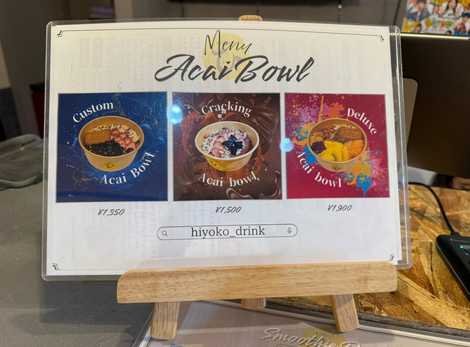 Menu
Acai Bowl
Custom
Acai Bowl
Cracking
Acai bowl
Deluxe
Acai bowl
¥1,350
¥1,500
¥1,900
hiyoko_drink
Smoothie